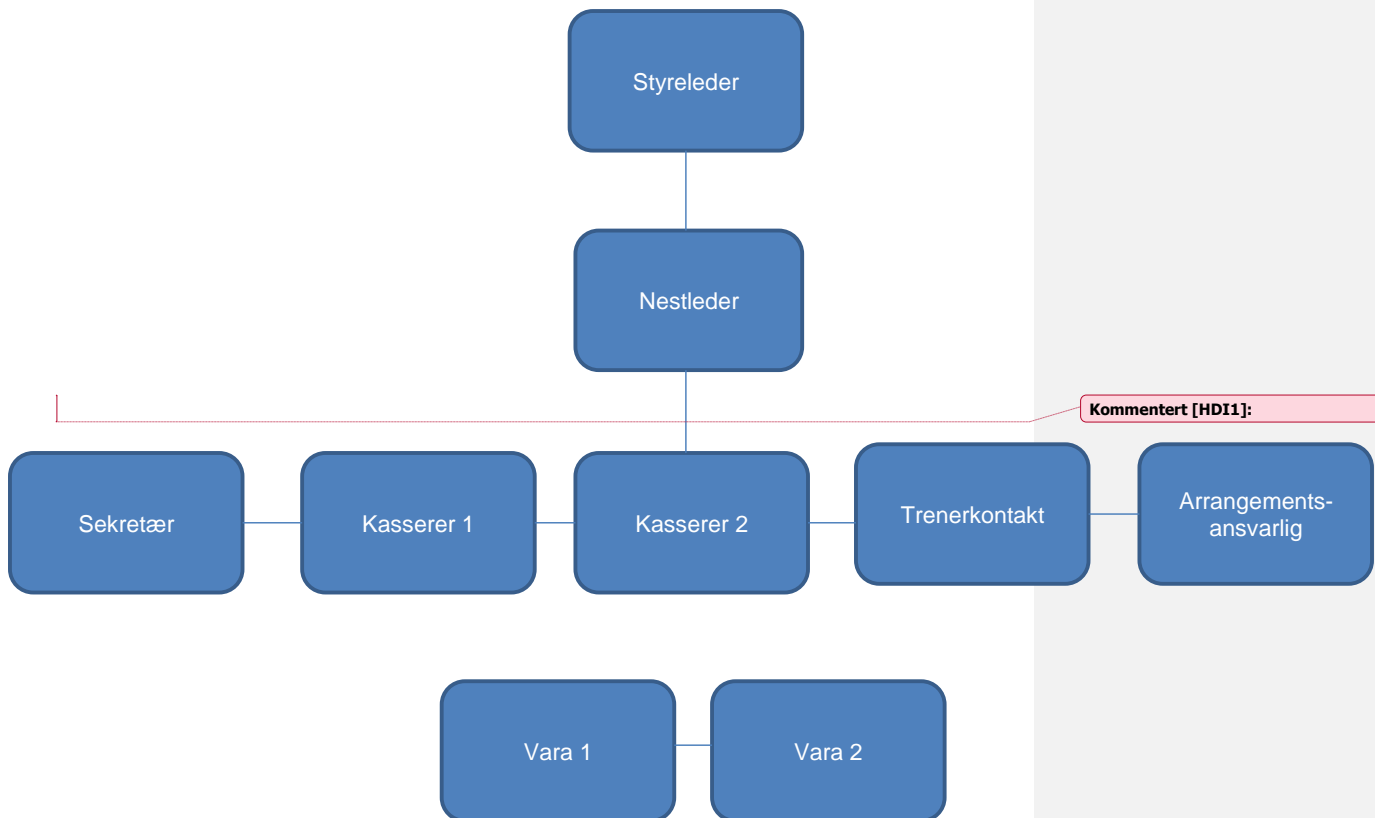 Styreleder
Nestleder
Kommentert [HDI1]:
Sekretær
Kasserer 1
Kasserer 2
Trenerkontakt
Arrangements-
ansvarlig
Vara 1
Vara 2